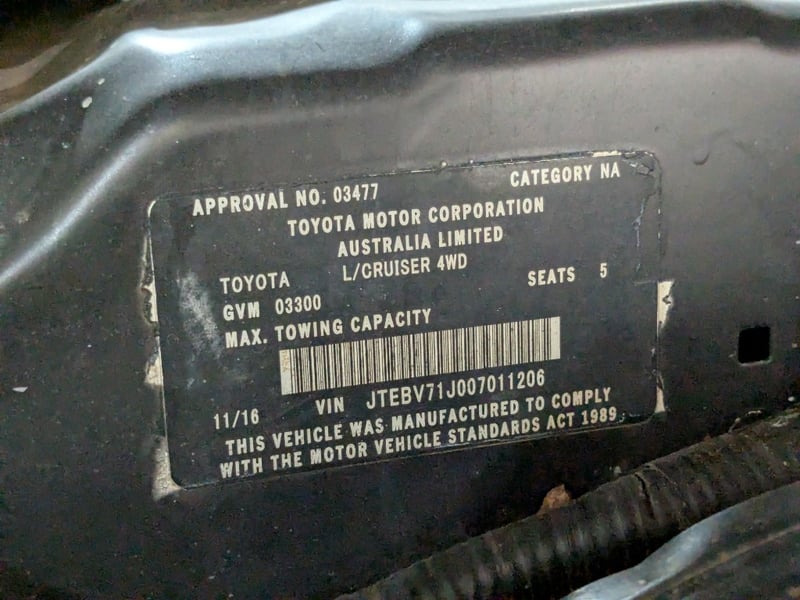 APPROVAL NO. 03477 CATEGORY NA
TOYOTA MOTOR CORPORATION
AUSTRALIA LIMITED
TOYOTA L/CRUISER 4WD
GVM 03300 SEATS 5
MAX. TOWING CAPACITY
11/16 VIN JTEBV71J007011206
THIS VEHICLE WAS MANUFACTURED TO COMPLY
WITH THE MOTOR VEHICLE STANDARDS ACT 1989